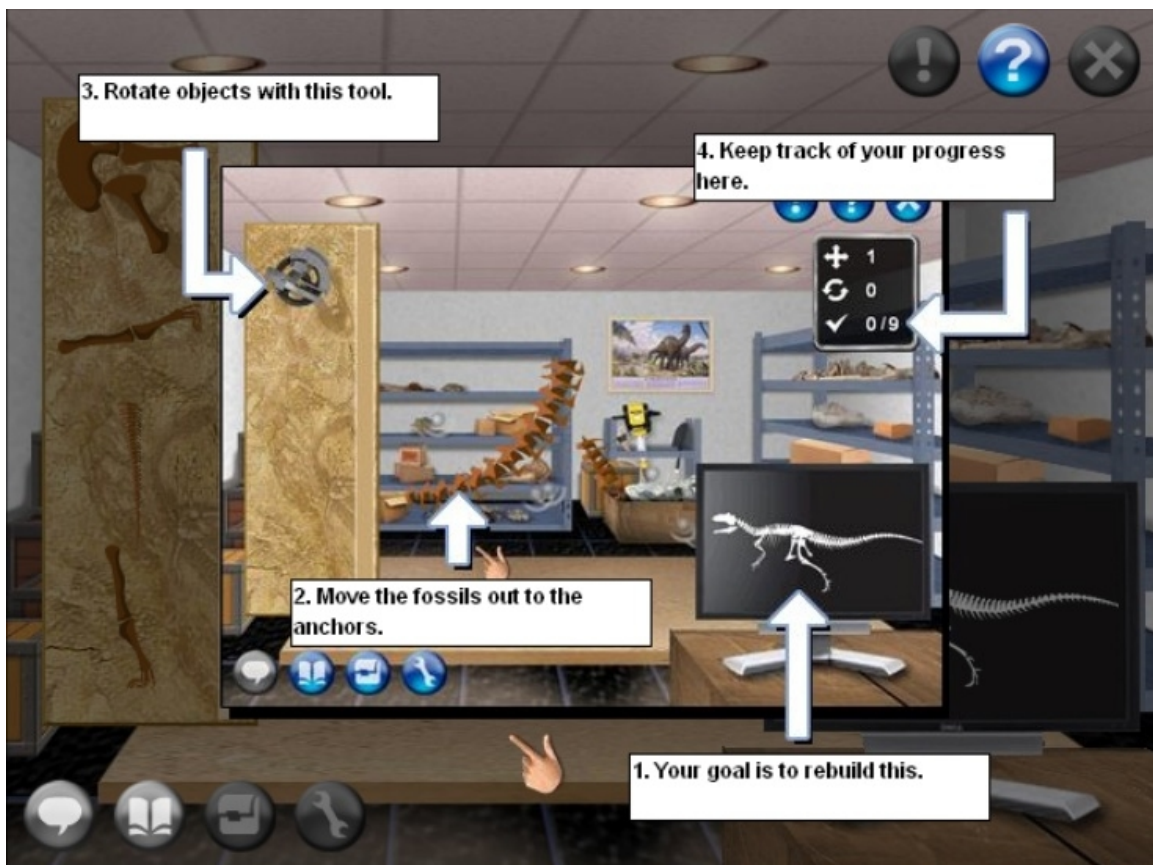 3. Rotate objects with this tool.
4. Keep track of your progress
here.
1
0
0/9
2. Move the fossils out to the
anchors.
1. Your goal is to rebuild this.